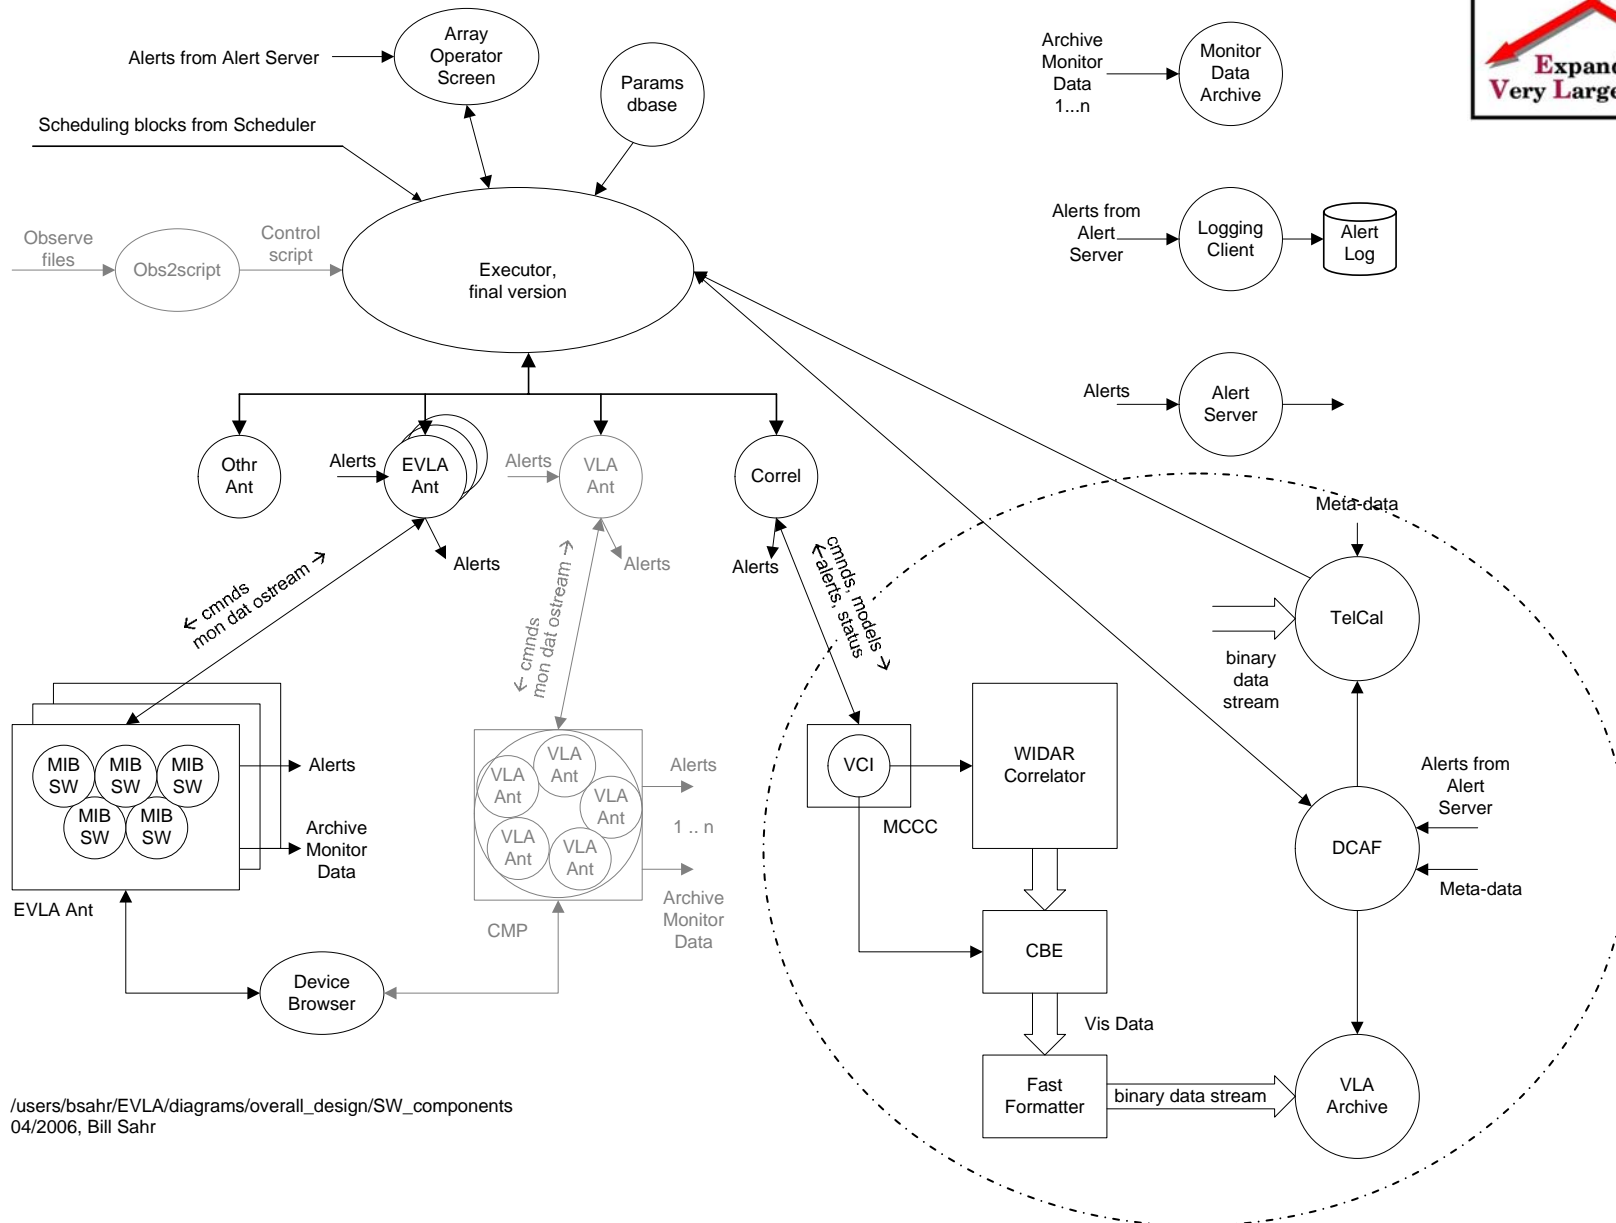 Alerts from Alert Server
Array
Operator
Screen
Params
dbase
Archive
Monitor
Data
1...n
Monitor
Data
Archive
Expand
Very Large
Scheduling blocks from Scheduler
Observe
files
Obs2script
Control
script
Executor,
final version
Alerts from
Alert
Server
Logging
Client
Alert
Log
Alerts
Alert
Server
Othr
Ant
Alerts
EVLA
Ant
Alerts
Alerts
VLA
Ant
Alerts
Correl
Alerts
← cmnds
mon dat ostream →
← cmnds
mon dat ostream →
cmnds, models →
←alerts, status
Meta-data
TelCal
binary
data
stream
MIB
SW
MIB
SW
MIB
SW
MIB
SW
MIB
SW
Alerts
Archive
Monitor
Data
EVLA Ant
VLA
Ant
VLA
Ant
VLA
Ant
VLA
Ant
VLA
Ant
Alerts
1 .. n
Archive
Monitor
Data
CMP
Device
Browser
VCI
MCCC
WIDAR
Correlator
CBE
Vis Data
Fast
Formatter
binary data stream
Alerts from
Alert
Server
DCAF
Meta-data
VLA
Archive
/users/bsahr/EVLA/diagrams/overall_design/SW_components
04/2006, Bill Sahr